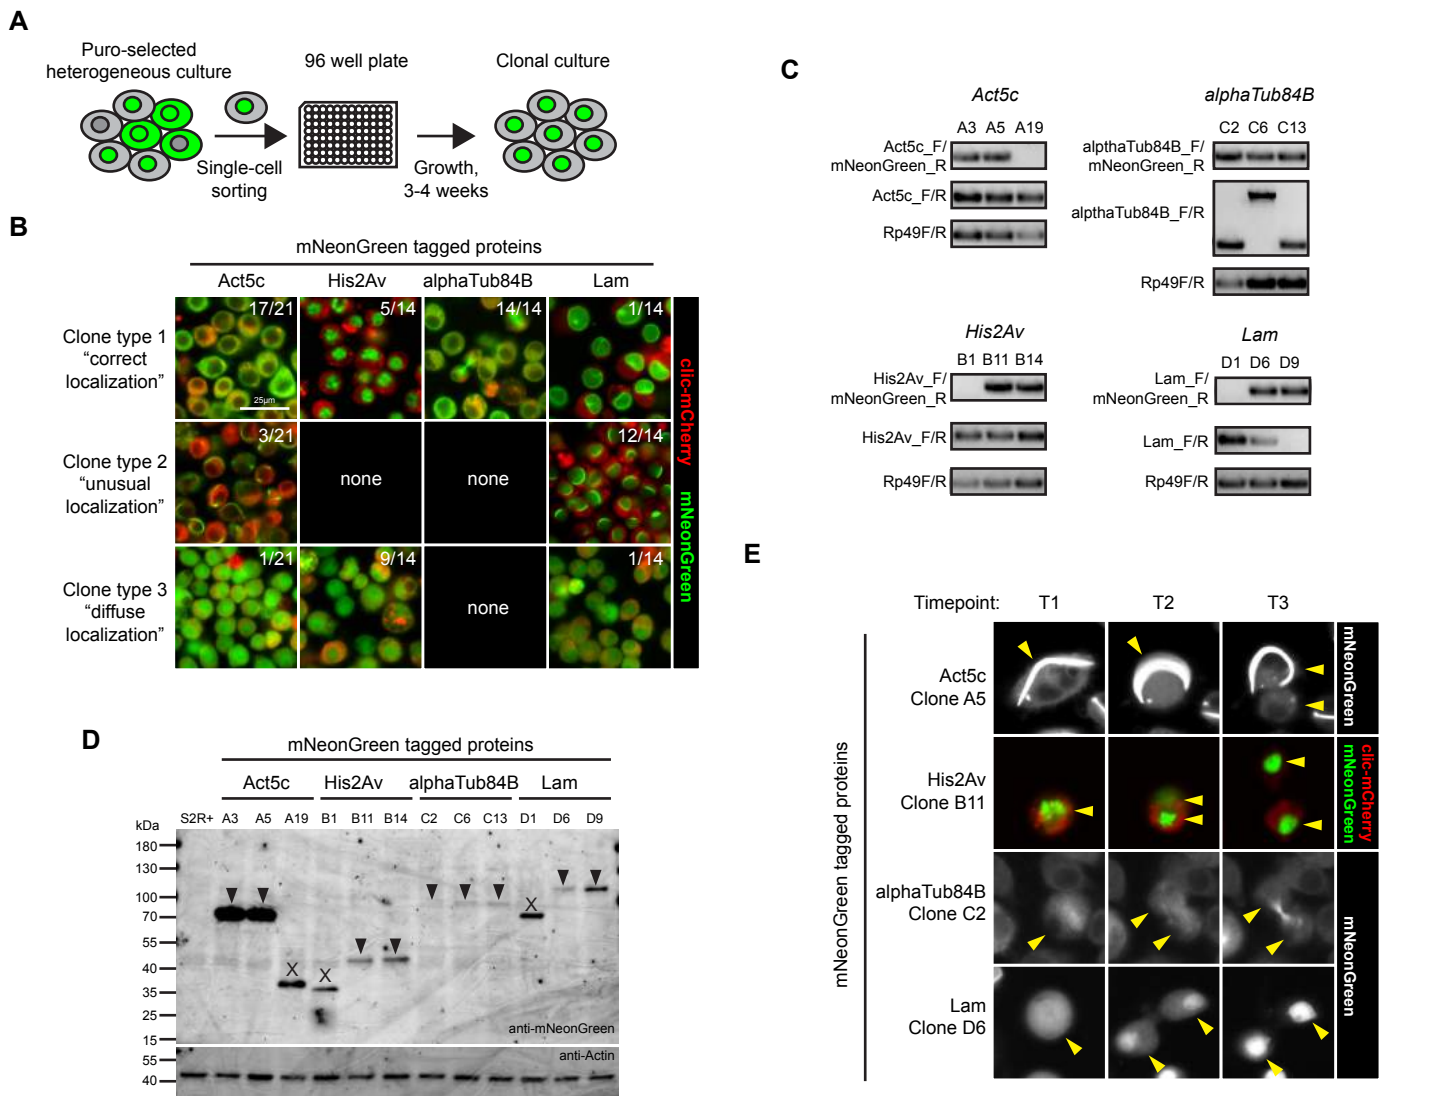 A
Puro-selected
heterogeneous culture
96 well plate
Clonal culture
Single-cell
sorting
Growth,
3-4 weeks
B
mNeonGreen tagged proteins
Act5c His2Av alphaTub84B Lam
Clone type 1
“correct
localization”
17/21 5/14 14/14 1/14
25µm
Clone type 2
“unusual
localization”
3/21 none none 12/14
Clone type 3
“diffuse
localization”
1/21 9/14 none 1/14
clic-mCherry mNeonGreen
C
Act5c
A3 A5 A19
Act5c_F/
mNeonGreen_R
Act5c_F/R
Rp49F/R
alphaTub84B
C2 C6 C13
alpthaTub84B_F/
mNeonGreen_R
alpthaTub84B_F/R
Rp49F/R
His2Av
B1 B11 B14
His2Av_F/
mNeonGreen_R
His2Av_F/R
Rp49F/R
Lam
D1 D6 D9
Lam_F/
mNeonGreen_R
Lam_F/R
Rp49F/R
D
mNeonGreen tagged proteins
Act5c His2Av alphaTub84B Lam
kDa
S2R+ A3 A5 A19 B1 B11 B14 C2 C6 C13 D1 D6 D9
180
130
100
70
55
40
35
25
15
X X X
anti-mNeonGreen
55
40
anti-Actin
E
Timepoint: T1 T2 T3
mNeonGreen tagged proteins
Act5c
Clone A5
mNeonGreen
His2Av
Clone B11
clic-mCherry
mNeonGreen
alphaTub84B
Clone C2
Lam
Clone D6
mNeonGreen